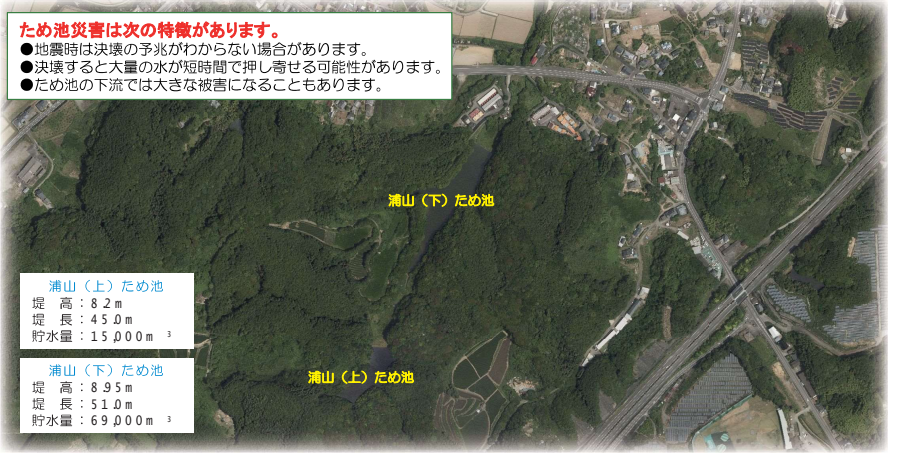 ため池災害は次の特徴があります。
●地震時は決壊の予兆がわからない場合があります。
●決壊すると大量の水が短時間で押し寄せる可能性があります。
●ため池の下流では大きな被害になることもあります。
浦山（下）ため池
浦山（上）ため池
堤　高：8.2m
堤　長：45.0m
貯水量：15,000m³
浦山（上）ため池
浦山（下）ため池
堤　高：8.95m
堤　長：51.0m
貯水量：69,000m³